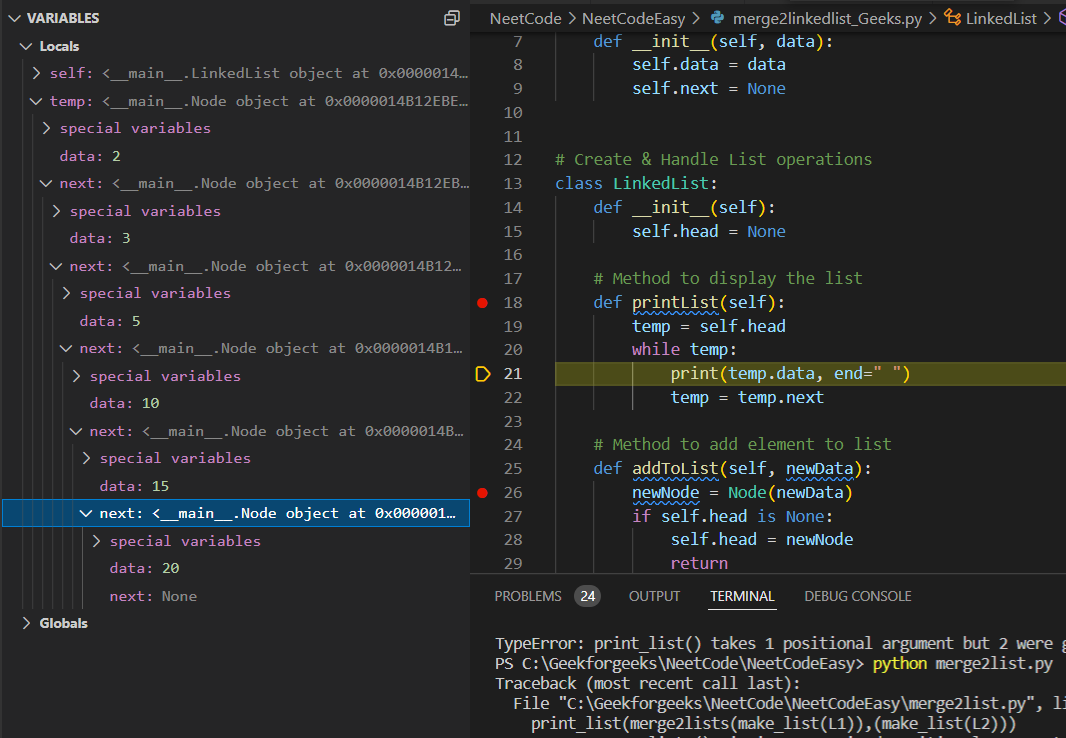 VARIABLES
Locals
self: <__main__.LinkedList object at 0x0000014…
temp: <__main__.Node object at 0x0000014B12EBE…
special variables
data: 2
next: <__main__.Node object at 0x0000014B12EB…
special variables
data: 3
next: <__main__.Node object at 0x0000014B12…
special variables
data: 5
next: <__main__.Node object at 0x0000014B1…
special variables
data: 10
next: <__main__.Node object at 0x0000014B…
special variables
data: 15
next: <__main__.Node object at 0x000001…
special variables
data: 20
next: None
Globals
NeetCode > NeetCodeEasy > merge2linkedlist_Geeks.py > LinkedList >
7 def __init__(self, data):
8 self.data = data
9 self.next = None
10
11
12 # Create & Handle List operations
13 class LinkedList:
14 def __init__(self):
15 self.head = None
16
17 # Method to display the list
18 def printList(self):
19 temp = self.head
20 while temp:
21 print(temp.data, end=" ")
22 temp = temp.next
23
24 # Method to add element to list
25 def addToList(self, newData):
26 newNode = Node(newData)
27 if self.head is None:
28 self.head = newNode
29 return
PROBLEMS 24 OUTPUT TERMINAL DEBUG CONSOLE
TypeError: print_list() takes 1 positional argument but 2 were g
PS C:\Geekforgeeks\NeetCode\NeetCodeEasy> python merge2list.py
Traceback (most recent call last):
File "C:\Geekforgeeks\NeetCode\NeetCodeEasy\merge2list.py", li
print_list(merge2lists(make_list(L1)),(make_list(L2)))